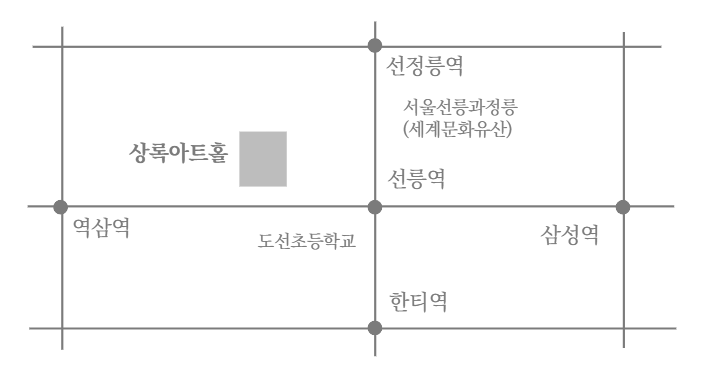 선정릉역
서울선릉과정릉
(세계문화유산)
상록아트홀
선릉역
역삼역
도선초등학교
삼성역
한티역